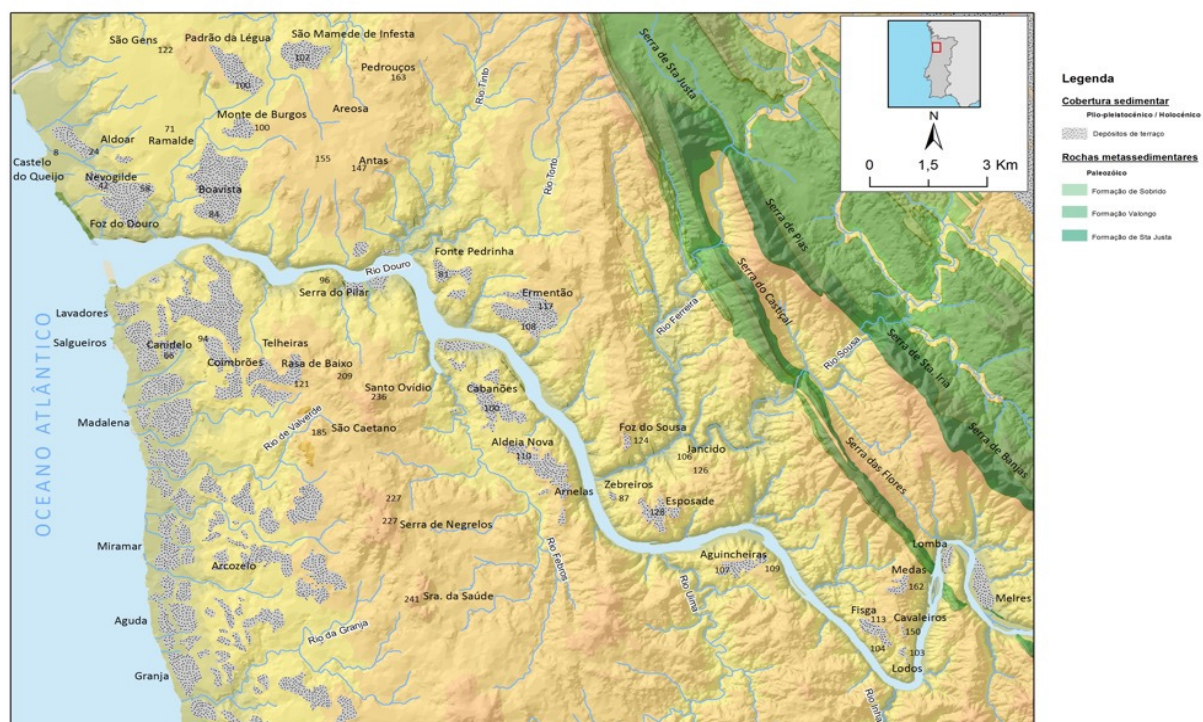 São Gens
122
Padrão da Légua
100
São Mamede de Infesta
102
Pedrouços
163
Rio Tinto
Serra de Sta Justa
Areosa
Monte de Burgos
100
71
Ramalde
Aldoar
24
8
Castelo
do Queijo
Nevogilde
42
58
Boavista
84
155
Antas
147
Rio Torto
Foz do Douro
Serra de Pias
Fonte Pedrinha
81
Rio Douro
96
Serra do Pilar
Ermentão
117
108
Serra do Castiçal
Rio Ferreira
Rio Sousa
Serra de Sta. Iria
Serra de Banjas
Serra das Flores
OCEANO ATLÂNTICO
Lavadores
Salgueiros
Canidelo
66
94
Coimbrões
Telheiras
Rasa de Baixo
121
209
Santo Ovídio
236
Cabanões
100
Madalena
Rio de Valverde
185
São Caetano
Aldeia Nova
110
Arnelas
Foz do Sousa
124
Jancido
106
126
Zebreiros
87
Esposade
128
227
227
Serra de Negrelos
Rio Febros
Miramar
Arcozelo
Aguincheiras
107
109
Rio Uima
Lomba
Medas
162
Melres
241
Sra. da Saúde
Aguda
Rio da Granja
Fisga
113
Cavaleiros
150
104
103
Lodos
Granja
Rio Inha
N
0
1,5
3 Km
Legenda
Cobertura sedimentar
Plio-pleistocénico / Holocénico
Depósitos de terraço
Rochas metassedimentares
Paleozóico
Formação de Sobrido
Formação Valongo
Formação de Sta Justa